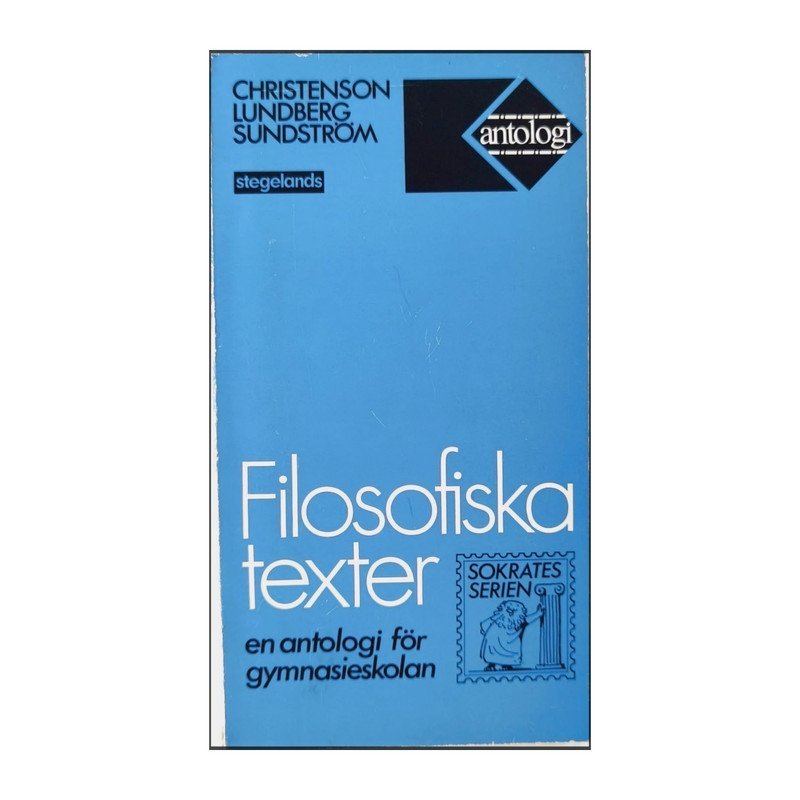 CHRISTENSON
LUNDBERG
SUNDSTRÖM
stegelands
antologi
Filosofiska
texter
en antologi för
gymnasieskolan
SOKRATES
SERIEN